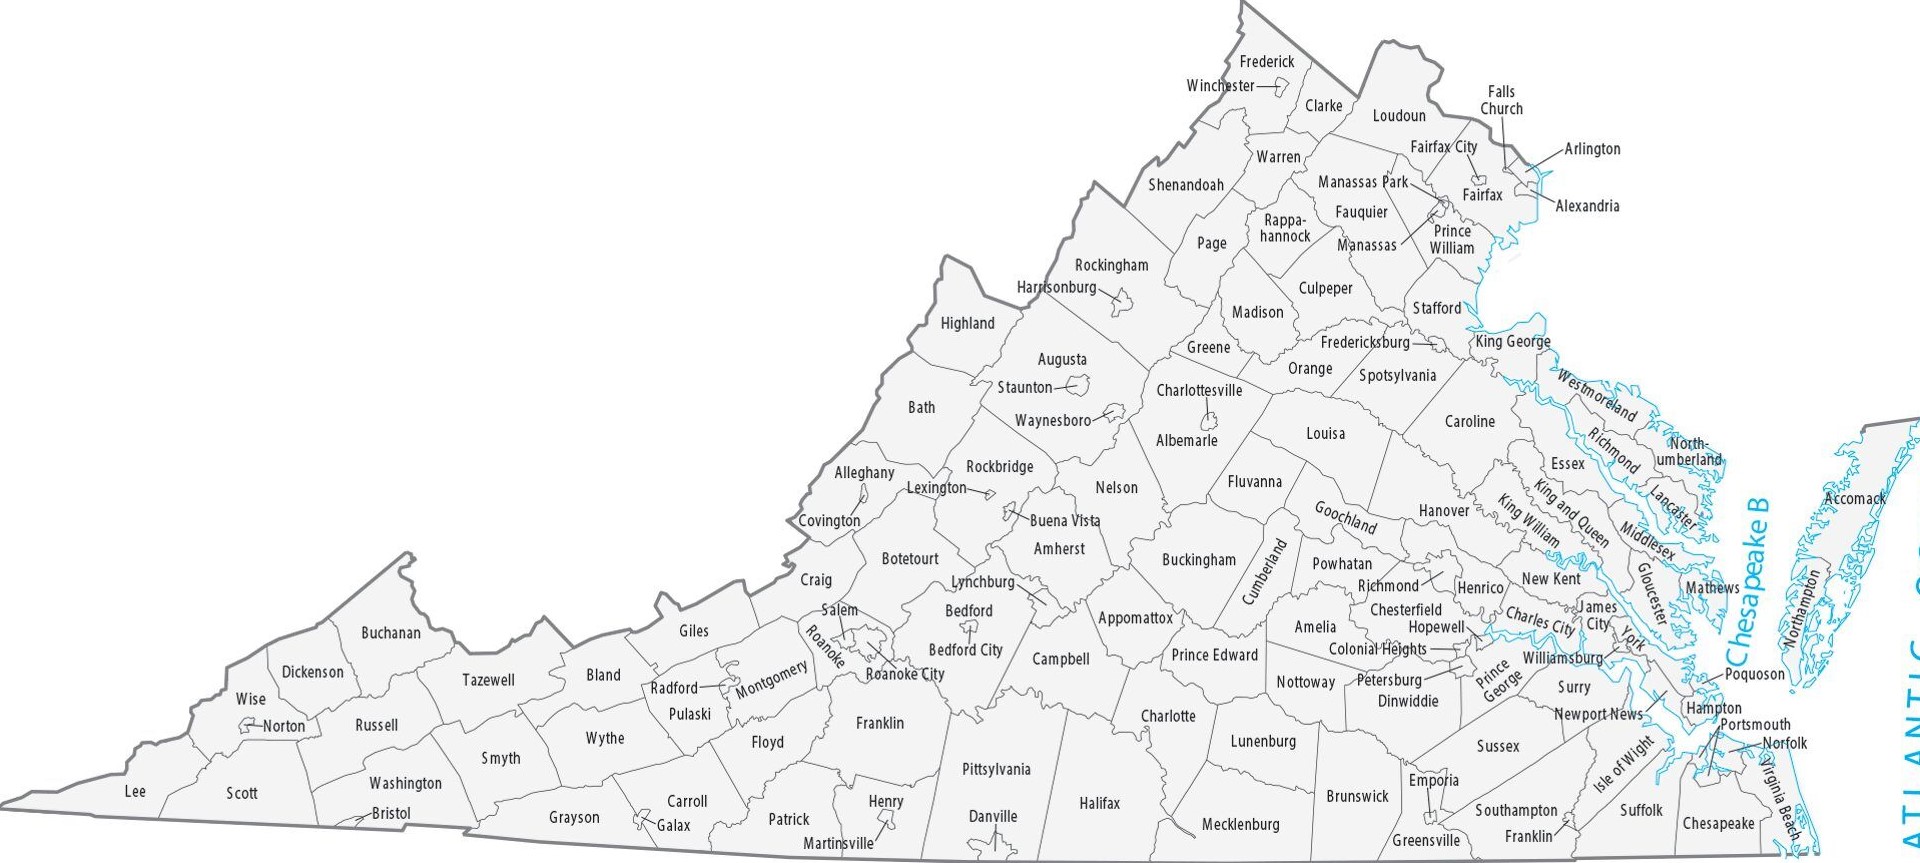 Frederick
Winchester
Clarke
Loudoun
Falls
Church
Fairfax City
Arlington
Warren
Shenandoah
Manassas Park
Fairfax
Alexandria
Rappa-
hannock
Fauquier
Page
Manassas
Prince
William
Rockingham
Harrisonburg
Culpeper
Highland
Madison
Stafford
Greene
Fredericksburg
King George
Augusta
Orange
Spotsylvania
Staunton
Charlottesville
Westmoreland
Bath
Waynesboro
Albemarle
Louisa
Caroline
Richmond
North-
umberland
Alleghany
Rockbridge
Essex
Lexington
Nelson
Fluvanna
Lancaster
Accomack
Covington
Buena Vista
Goochland
Hanover
King William
King and Queen
Middlesex
Botetourt
Amherst
Buckingham
Cumberland
Powhatan
Chesapeake B
Craig
Lynchburg
Richmond
Henrico
New Kent
Gloucester
Mathews
Northampton
Salem
Bedford
Appomattox
Chesterfield
James
City
Buchanan
Giles
Roanoke
Amelia
Hopewell
Charles City
York
Bedford City
Campbell
Prince Edward
Colonial Heights
Williamsburg
Dickenson
Tazewell
Bland
Radford
Montgomery
Roanoke City
Nottoway
Petersburg
Prince
George
Surry
Poquoson
Wise
Pulaski
Dinwiddie
Newport News
Hampton
Norton
Russell
Wythe
Floyd
Franklin
Charlotte
Lunenburg
Sussex
Isle of Wight
Portsmouth
Norfolk
Smyth
Pittsylvania
Emporia
Virginia Beach
Lee
Scott
Washington
Carroll
Henry
Halifax
Brunswick
Bristol
Grayson
Galax
Patrick
Danville
Mecklenburg
Southampton
Suffolk
Chesapeake
Martinsville
Greensville
Franklin